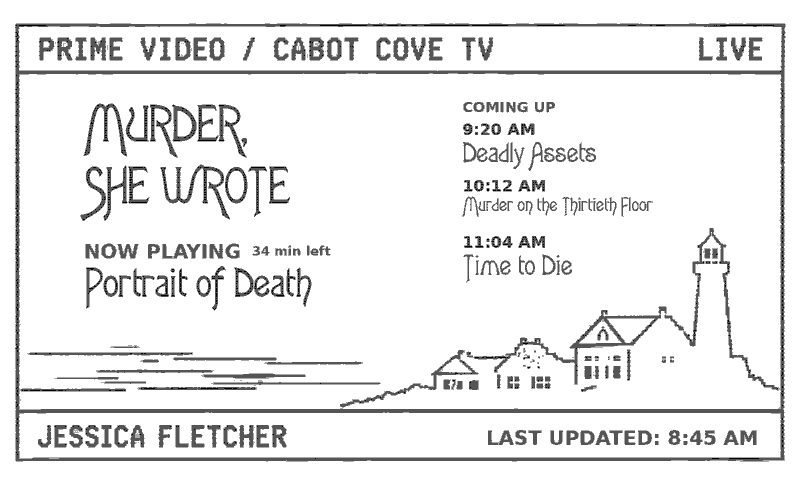 PRIME VIDEO / CABOT COVE TV
LIVE
MURDER,
SHE WROTE
NOW PLAYING 34 min left
Portrait of Death
COMING UP
9:20 AM
Deadly Assets
10:12 AM
Murder on the Thirtieth Floor
11:04 AM
Time to Die
JESSICA FLETCHER
LAST UPDATED: 8:45 AM